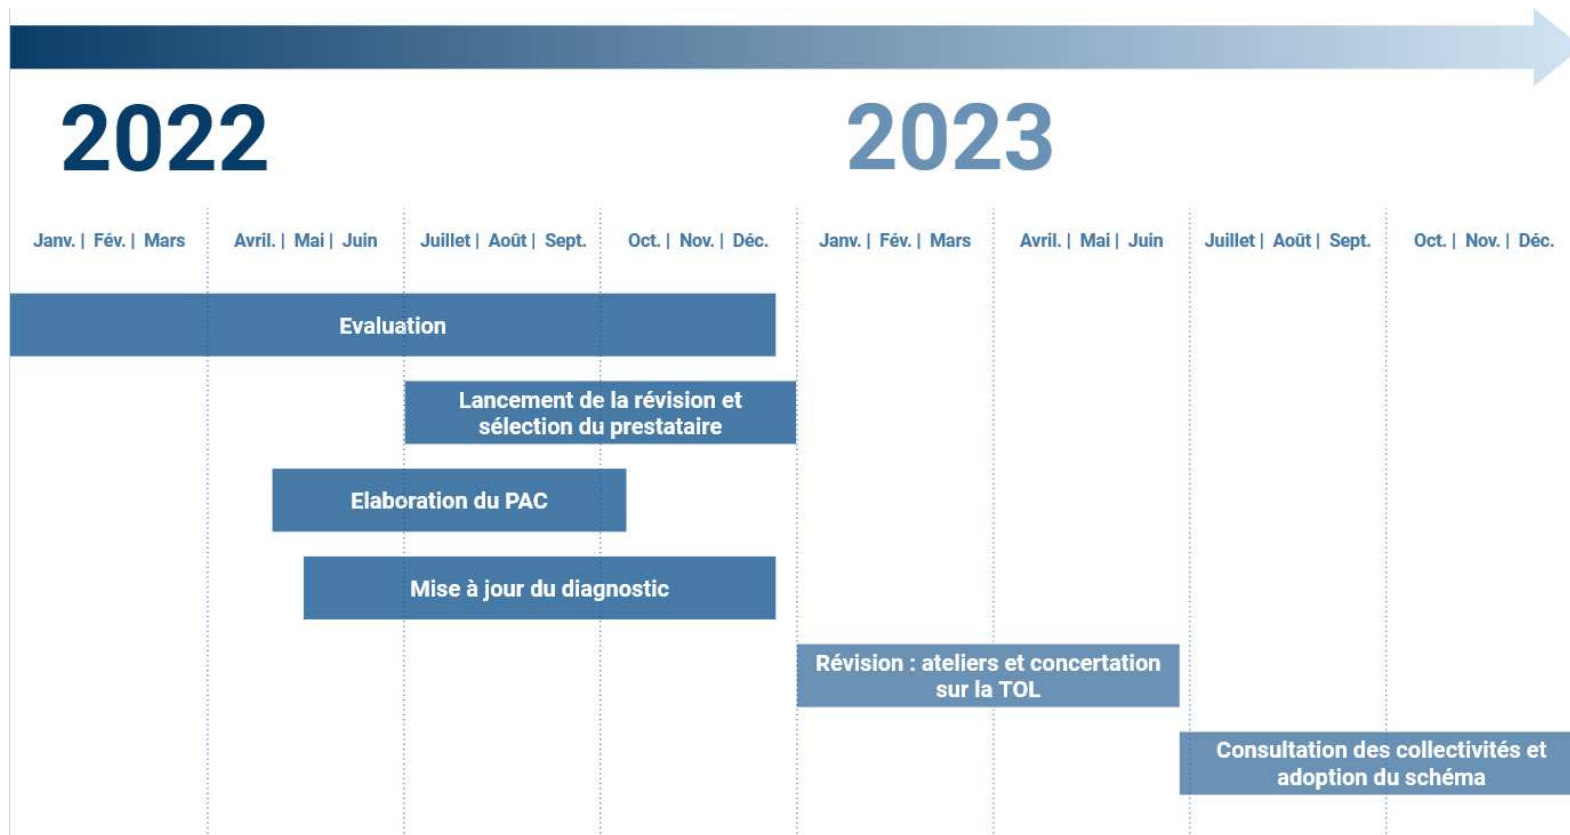 2022
2023
Janv. | Fév. | Mars
Avril. | Mai | Juin
Juillet | Août | Sept.
Oct. | Nov. | Déc.
Janv. | Fév. | Mars
Avril. | Mai | Juin
Juillet | Août | Sept.
Oct. | Nov. | Déc.
Evaluation
Lancement de la révision et
sélection du prestataire
Elaboration du PAC
Mise à jour du diagnostic
Révision : ateliers et concertation
sur la TOL
Consultation des collectivités et
adoption du schéma